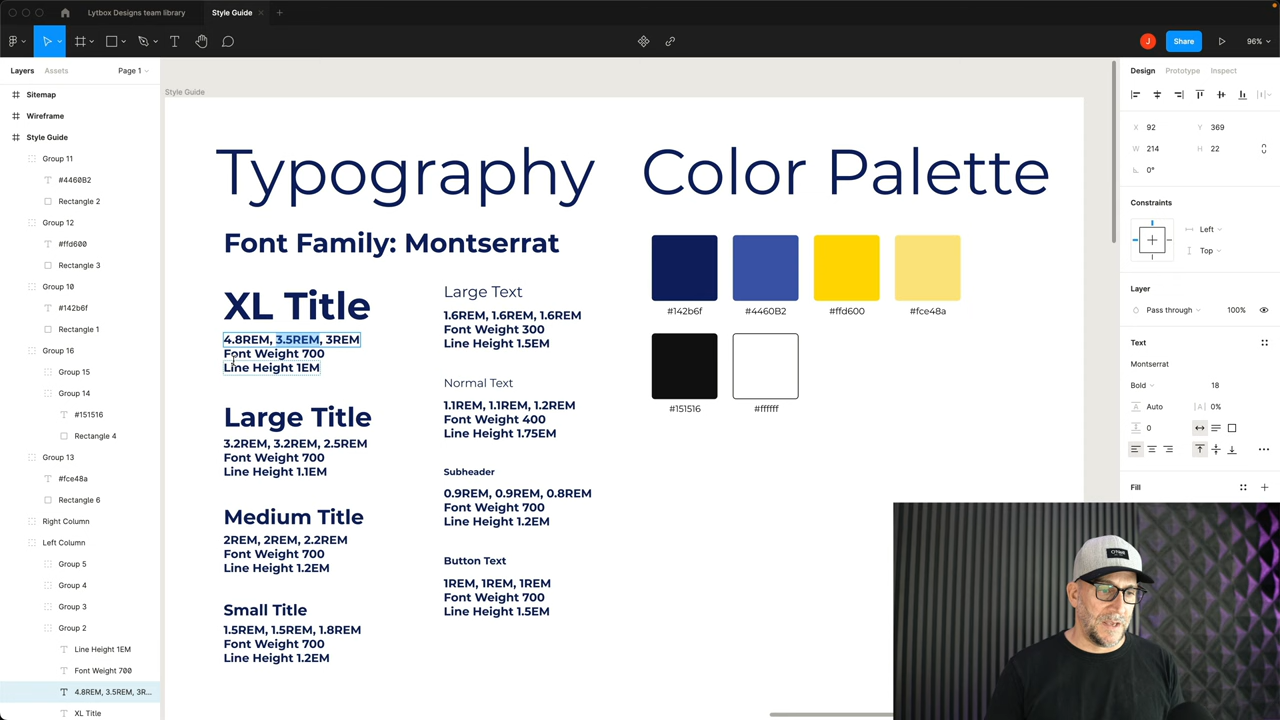 Lytbox Designs team library
Style Guide
J
Share
96%
Layers
Assets
Page 1
Sitemap
Wireframe
Style Guide
Group 11
#4460B2
Rectangle 2
Group 12
#ffd600
Rectangle 3
Group 10
#142b6f
Rectangle 1
Group 16
Group 15
Group 14
#151516
Rectangle 4
Group 13
#fce48a
Rectangle 6
Right Column
Left Column
Group 5
Group 4
Group 3
Group 2
Line Height 1EM
Font Weight 700
4.8REM, 3.5REM, 3R...
XL Title
Style Guide
Typography
Font Family: Montserrat
XL Title
4.8REM, 3.5REM, 3REM
Font Weight 700
Line Height 1EM
Large Title
3.2REM, 3.2REM, 2.5REM
Font Weight 700
Line Height 1.1EM
Medium Title
2REM, 2REM, 2.2REM
Font Weight 700
Line Height 1.2EM
Small Title
1.5REM, 1.5REM, 1.8REM
Font Weight 700
Line Height 1.2EM
Large Text
1.6REM, 1.6REM, 1.6REM
Font Weight 300
Line Height 1.5EM
Normal Text
1.1REM, 1.1REM, 1.2REM
Font Weight 400
Line Height 1.75EM
Subheader
0.9REM, 0.9REM, 0.8REM
Font Weight 700
Line Height 1.2EM
Button Text
1REM, 1REM, 1REM
Font Weight 700
Line Height 1.5EM
Color Palette
#142b6f
#4460B2
#ffd600
#fce48a
#151516
#ffffff
Design
Prototype
Inspect
X 92
Y 369
W 214
H 22
0°
Constraints
Left
Top
Layer
Pass through
100%
Text
Montserrat
Bold
18
Auto
0%
0
Fill